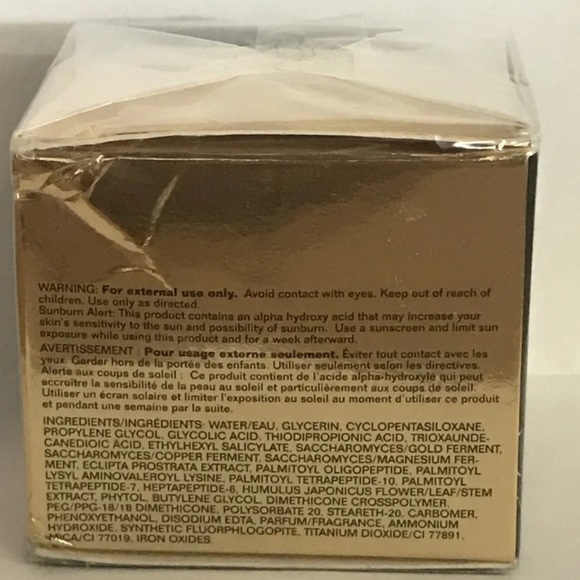 WARNING: For external use only. Avoid contact with eyes. Keep out of reach of
children. Use only as directed.
Sunburn Alert: This product contains an alpha hydroxy acid that may increase your
skin's sensitivity to the sun and possibility of sunburn. Use a sunscreen and limit sun
exposure while using this product and for a week afterward.
AVERTISSEMENT : Pour usage externe seulement. Éviter tout contact avec les
yeux. Garder hors de la portée des enfants. Utiliser seulement selon les directives.
Alerte aux coups de soleil : Ce produit contient de l'acide alpha-hydroxylé qui peut
accroître la sensibilité de la peau au soleil et particulièrement aux coups de soleil.
Utiliser un écran solaire et limiter l'exposition au soleil au moment d'utiliser ce produit
et pendant une semaine par la suite.
INGREDIENTS/INGRÉDIENTS: WATER/EAU, GLYCERIN, CYCLOPENTASILOXANE,
PROPYLENE GLYCOL, GLYCOLIC ACID, THIODIPROPIONIC ACID, TRIOXAUNDE-
CANEDIOIC ACID, ETHYLHEXYL SALICYLATE, SACCHAROMYCES/GOLD FERMENT,
SACCHAROMYCES/COPPER FERMENT, SACCHAROMYCES/MAGNESIUM FER-
MENT, ECLIPTA PROSTRATA EXTRACT, PALMITOYL OLIGOPEPTIDE, PALMITOYL
LYSYL AMINOVALEROYL LYSINE, PALMITOYL TETRAPEPTIDE-10, PALMITOYL
TETRAPEPTIDE-7, HEPTAPEPTIDE-6, HUMULUS JAPONICUS FLOWER/LEAF/STEM
EXTRACT, PHYTOL, BUTYLENE GLYCOL, DIMETHICONE CROSSPOLYMER,
PEG/PPG-18/18 DIMETHICONE, POLYSORBATE 20, STEARETH-20, CARBOMER,
PHENOXYETHANOL, DISODIUM EDTA, PARFUM/FRAGRANCE, AMMONIUM
HYDROXIDE, SYNTHETIC FLUORPHLOGOPITE, TITANIUM DIOXIDE/CI 77891,
MICA/CI 77019, IRON OXIDES.